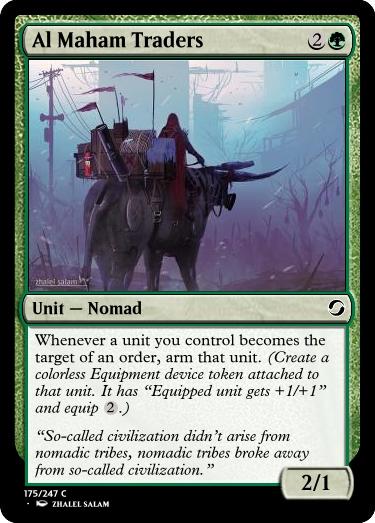 Al Maham Traders 2
zhalel salam
Unit — Nomad
Whenever a unit you control becomes the
target of an order, arm that unit. (Create a
colorless Equipment device token attached to
that unit. It has “Equipped unit gets +1/+1”
and equip 2.)
“So-called civilization didn’t arise from
nomadic tribes, nomadic tribes broke away
from so-called civilization.”
2/1
175/247 C
· ZHALEL SALAM